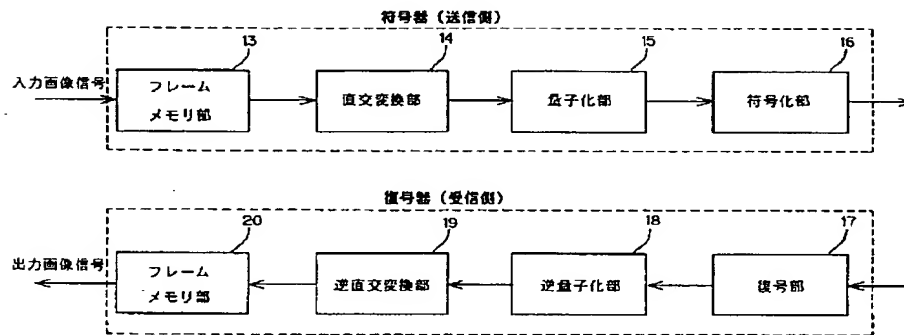 符号器(送信側)
13
14
15
16
入力画像信号
フレーム
メモリ部
直交変換部
量子化部
符号化部
復号器(受信側)
20
19
18
17
出力画像信号
フレーム
メモリ部
逆直交変換部
逆量子化部
復号部